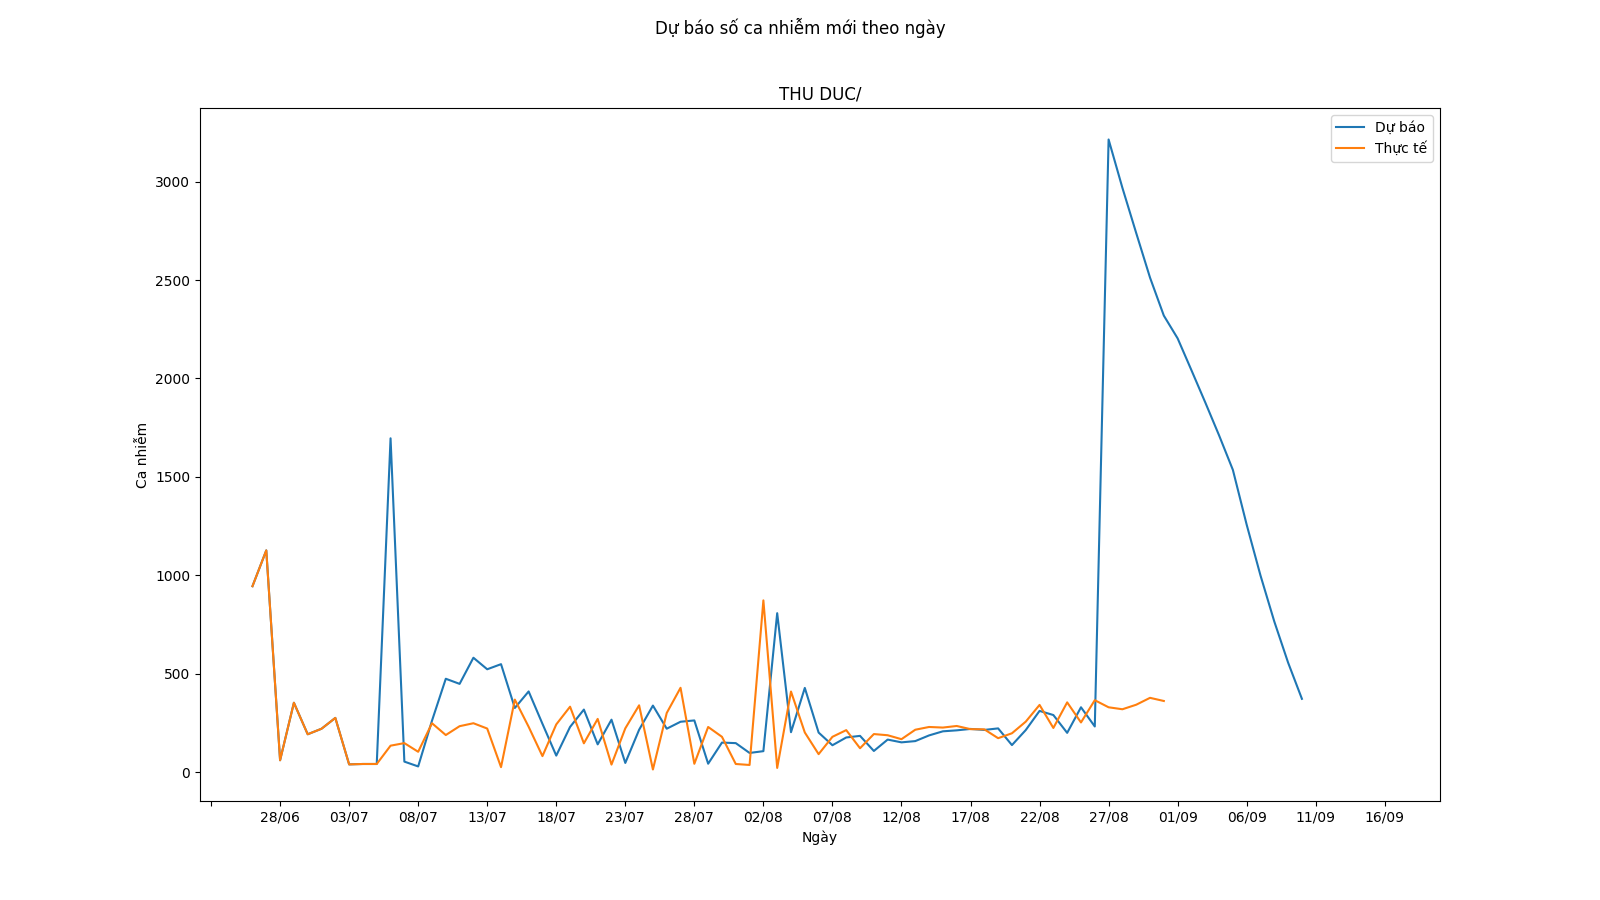 Dự báo số ca nhiễm mới theo ngày
THU DUC/
Dự báo
Thực tế
3000
2500
2000
1500
1000
500
0
Ca nhiễm
28/06 03/07 08/07 13/07 18/07 23/07 28/07 02/08 07/08 12/08 17/08 22/08 27/08 01/09 06/09 11/09 16/09
Ngày